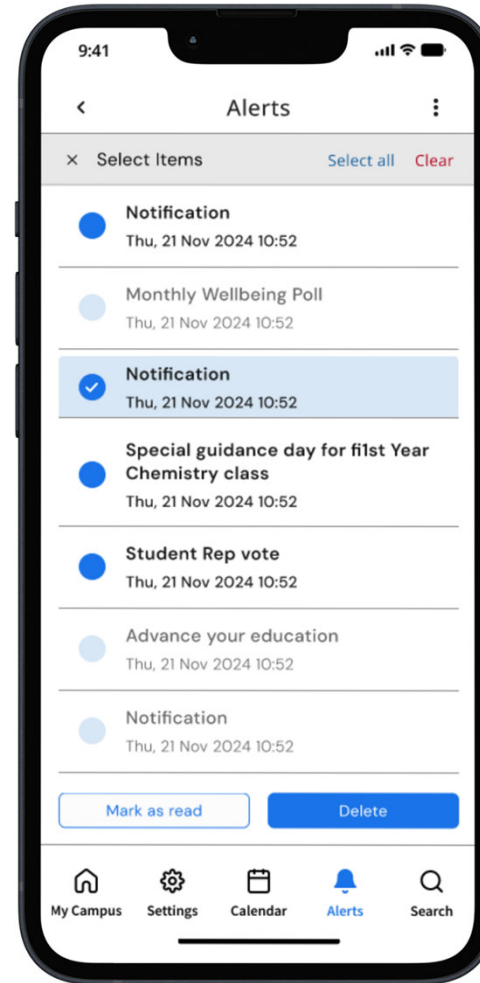 9:41
Alerts
Select Items Select all Clear
Notification
Thu, 21 Nov 2024 10:52
Monthly Wellbeing Poll
Thu, 21 Nov 2024 10:52
Notification
Thu, 21 Nov 2024 10:52
Special guidance day for fi1st Year
Chemistry class
Thu, 21 Nov 2024 10:52
Student Rep vote
Thu, 21 Nov 2024 10:52
Advance your education
Thu, 21 Nov 2024 10:52
Notification
Thu, 21 Nov 2024 10:52
Mark as read Delete
My Campus Settings Calendar Alerts Search